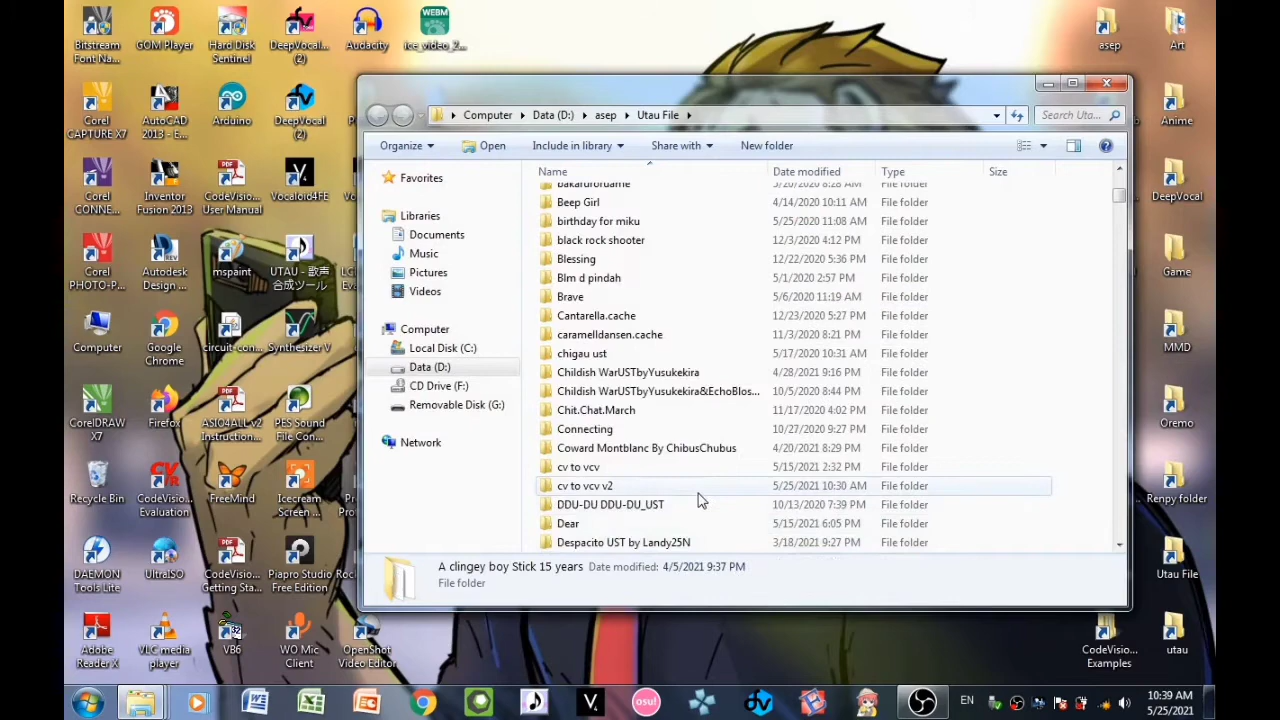 Bitstream
Font Na...
GOM Player
Hard Disk
Sentinel
DeepVocal...
(2)
Audacity
WEBM
ice_video_2...
asep
Art
Corel
CAPTURE X7
AutoCAD
2013 - E...
Arduino
DeepVocal
(2)
Anime
Corel
CONNE...
Inventor
Fusion 2013
CodeVision...
User Manual
Vocaloid4FE
DeepVocal
Corel
PHOTO-P...
Autodesk
Design ...
mspaint
UTAU - 歌声
合成ツール
Game
Computer
Google
Chrome
circuit-con...
Synthesizer V
MMD
CorelDRAW
X7
Firefox
ASIO4ALL v2
Instruction...
PES Sound
File Con...
Oremo
Recycle Bin
CodeVision...
Evaluation
FreeMind
Icecream
Screen ...
Renpy folder
DAEMON
Tools Lite
UltraISO
CodeVision...
Getting Sta...
Piapro Studio
Free Edition
Utau File
Adobe
Reader X
VLC media
player
VB6
WO Mic
Client
OpenShot
Video Editor
CodeVision...
Examples
utau
Computer Data (D:) asep Utau File
Search Uta...
Organize Open Include in library Share with New folder
Favorites
Libraries
Documents
Music
Pictures
Videos
Computer
Local Disk (C:)
Data (D:)
CD Drive (F:)
Removable Disk (G:)
Network
Name Date modified Type Size
5/20/2020 8:28 AM File folder
Beep Girl 4/14/2020 10:11 AM File folder
birthday for miku 5/25/2021 11:08 AM File folder
black rock shooter 12/3/2020 4:12 PM File folder
Blessing 12/22/2020 5:36 PM File folder
Blm d pindah 5/1/2020 2:57 PM File folder
Brave 5/6/2020 11:19 AM File folder
Cantarella.cache 12/23/2020 5:27 PM File folder
caramelldansen.cache 11/3/2020 8:21 PM File folder
chigau ust 5/17/2020 10:31 AM File folder
Childish WarUSTbyYusukekira 4/28/2021 9:16 PM File folder
Childish WarUSTbyYusukekira&EchoBlos... 10/5/2020 8:44 PM File folder
Chit.Chat.March 11/17/2020 4:02 PM File folder
Connecting 10/27/2020 9:27 PM File folder
Coward Montblanc By ChibusChubus 4/20/2021 8:29 PM File folder
cv to vcv 5/15/2021 2:32 PM File folder
cv to vcv v2 5/25/2021 10:30 AM File folder
DDU-DU DDU-DU_UST 10/13/2020 7:39 PM File folder
Dear 5/15/2021 6:05 PM File folder
Despacito UST by Landy25N 3/18/2021 9:27 PM File folder
A clingey boy Stick 15 years Date modified: 4/5/2021 9:37 PM
File folder
osu!
EN
10:39 AM
5/25/2021